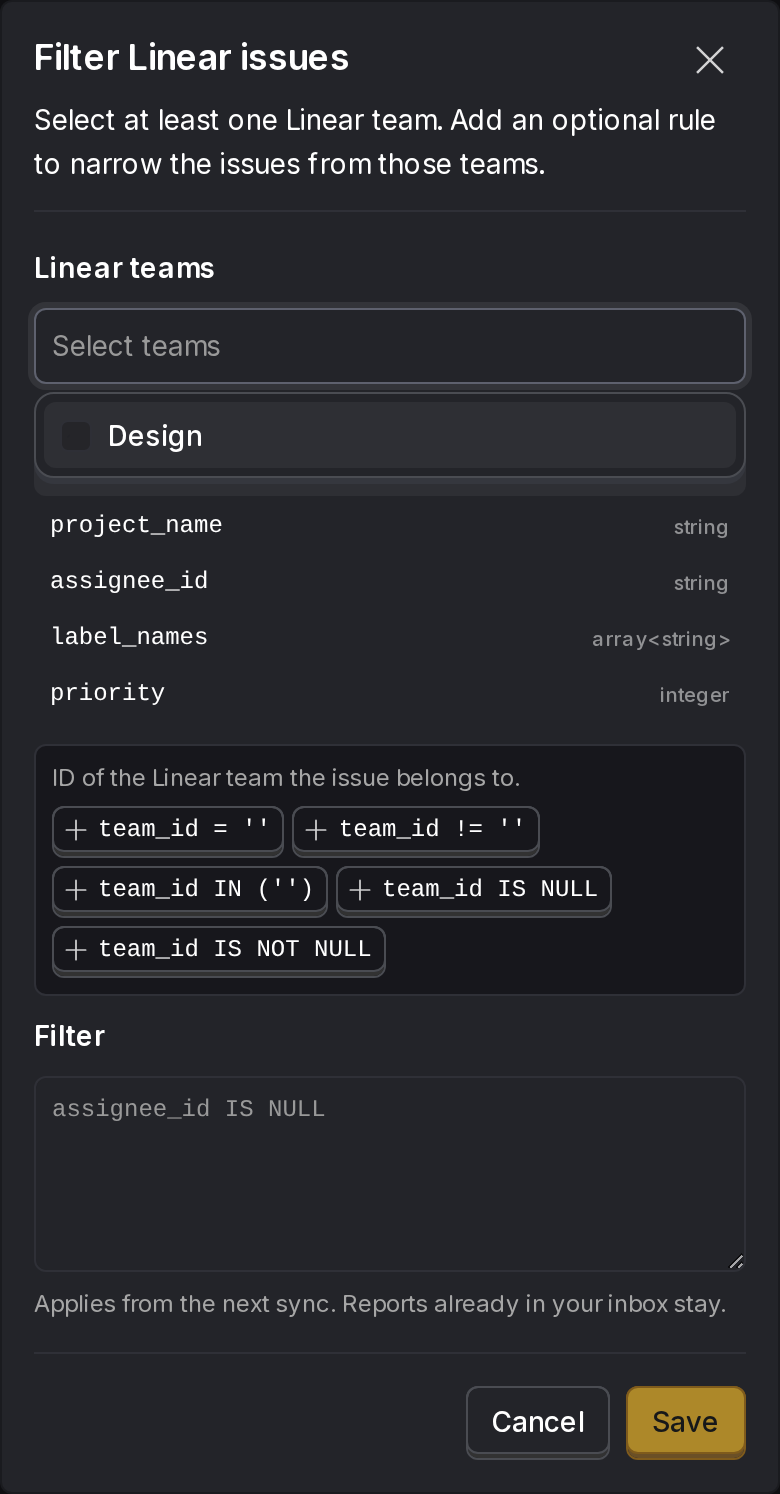 Filter Linear issues
Select at least one Linear team. Add an optional rule
to narrow the issues from those teams.
Linear teams
Select teams
Design
project_name string
assignee_id string
label_names array<string>
priority integer
ID of the Linear team the issue belongs to.
team_id = '' team_id != ''
team_id IN ('') team_id IS NULL
team_id IS NOT NULL
Filter
assignee_id IS NULL
Applies from the next sync. Reports already in your inbox stay.
Cancel Save